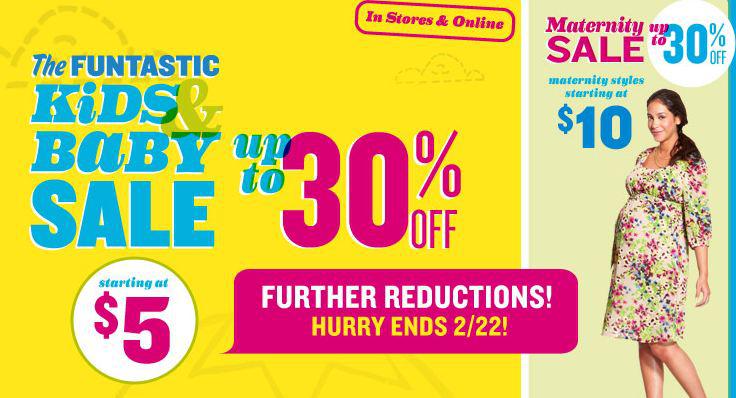 In Stores & Online
The FUNTASTIC
KiDS &
BaBY
SALE
up
to
30% OFF
starting at
$5
FURTHER REDUCTIONS!
HURRY ENDS 2/22!
Maternity up
SALE to
30% OFF
maternity styles
starting at
$10